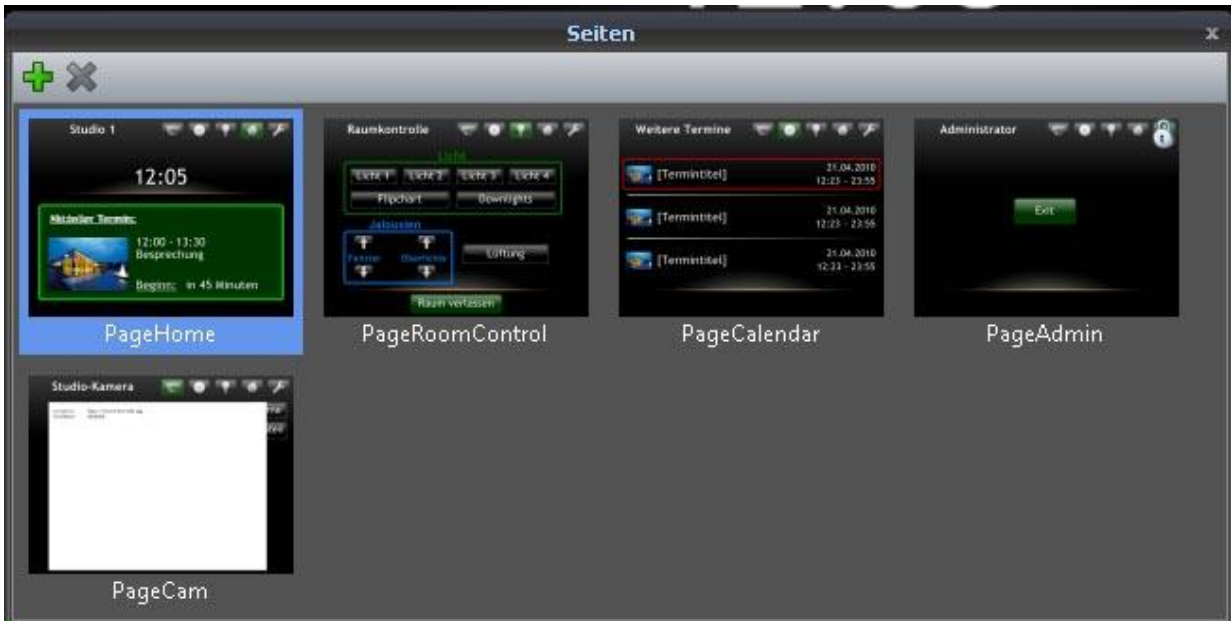 Seiten
x
Studio 1
12:05
Aktueller Termin:
12:00 - 13:30
Besprechung
Beginn: in 45 Minuten
PageHome
Raumkontrolle
Licht
Licht 1 Licht 2 Licht 3 Licht 4
Flipchart Downlights
Jalousien
Fenster Oberlichte
Lüftung
Raum verlassen
PageRoomControl
Weitere Termine
[Termintitel] 21.04.2010
12:23 - 23:55
[Termintitel] 21.04.2010
12:23 - 23:55
[Termintitel] 21.04.2010
12:23 - 23:55
PageCalendar
Administrator
Exit
PageAdmin
Studio-Kamera
PageCam